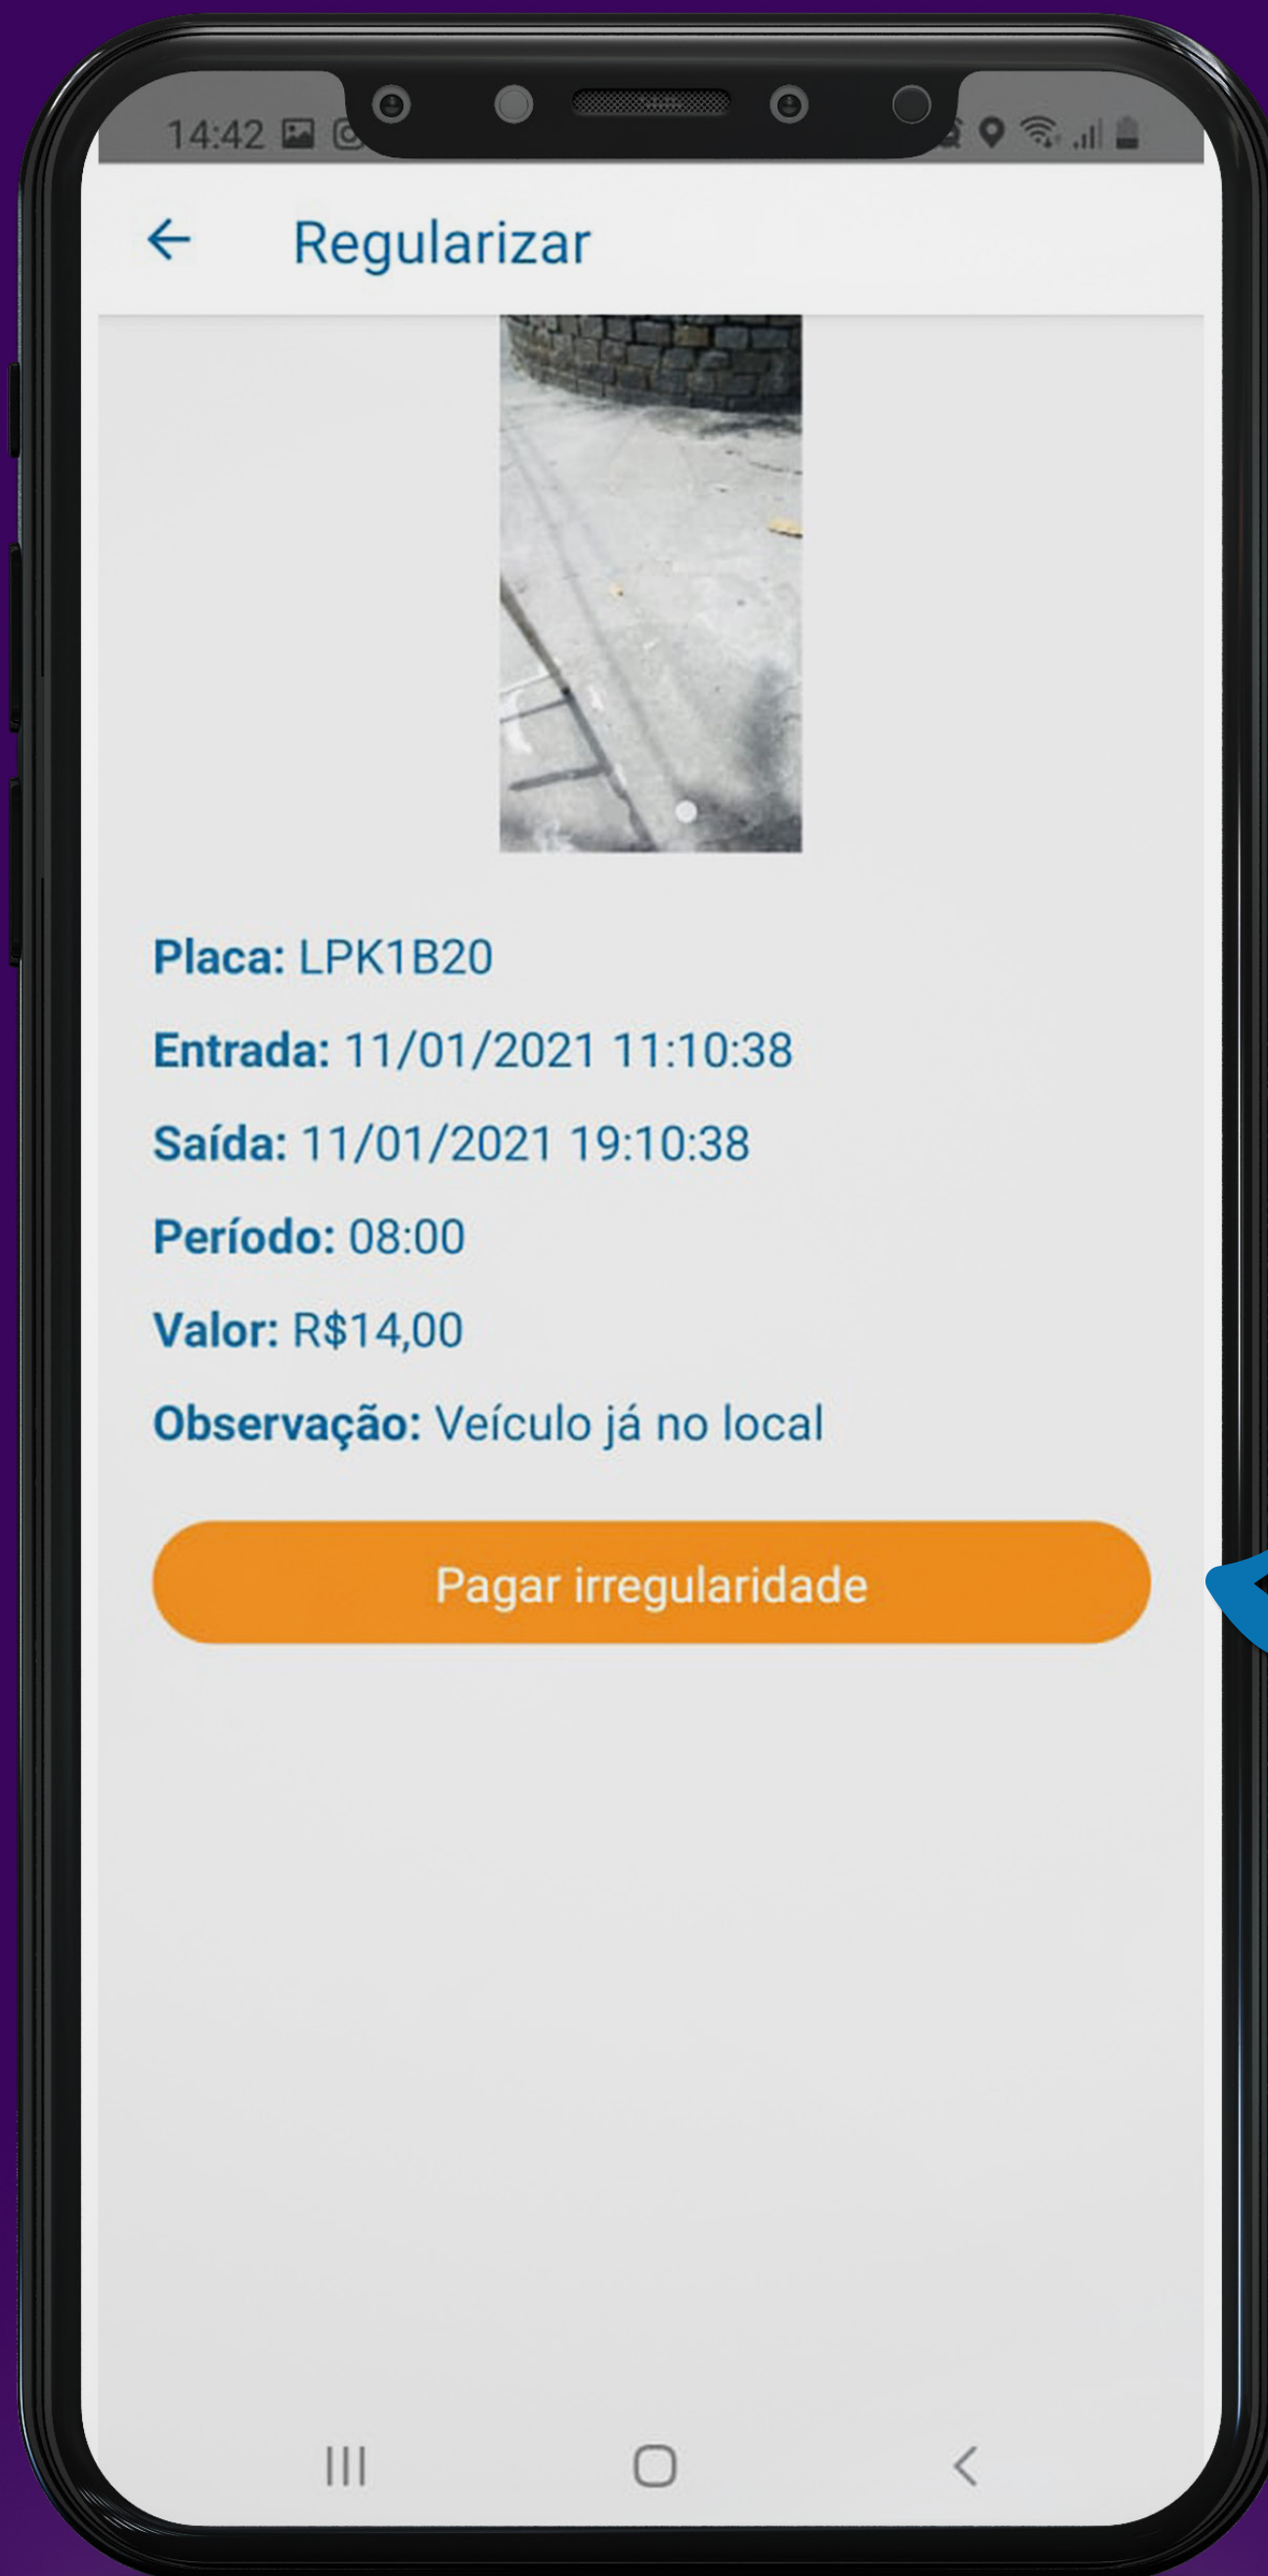 14:42
Regularizar
Placa: LPK1B20
Entrada: 11/01/2021 11:10:38
Saída: 11/01/2021 19:10:38
Período: 08:00
Valor: R$14,00
Observação: Veículo já no local
Pagar irregularidade